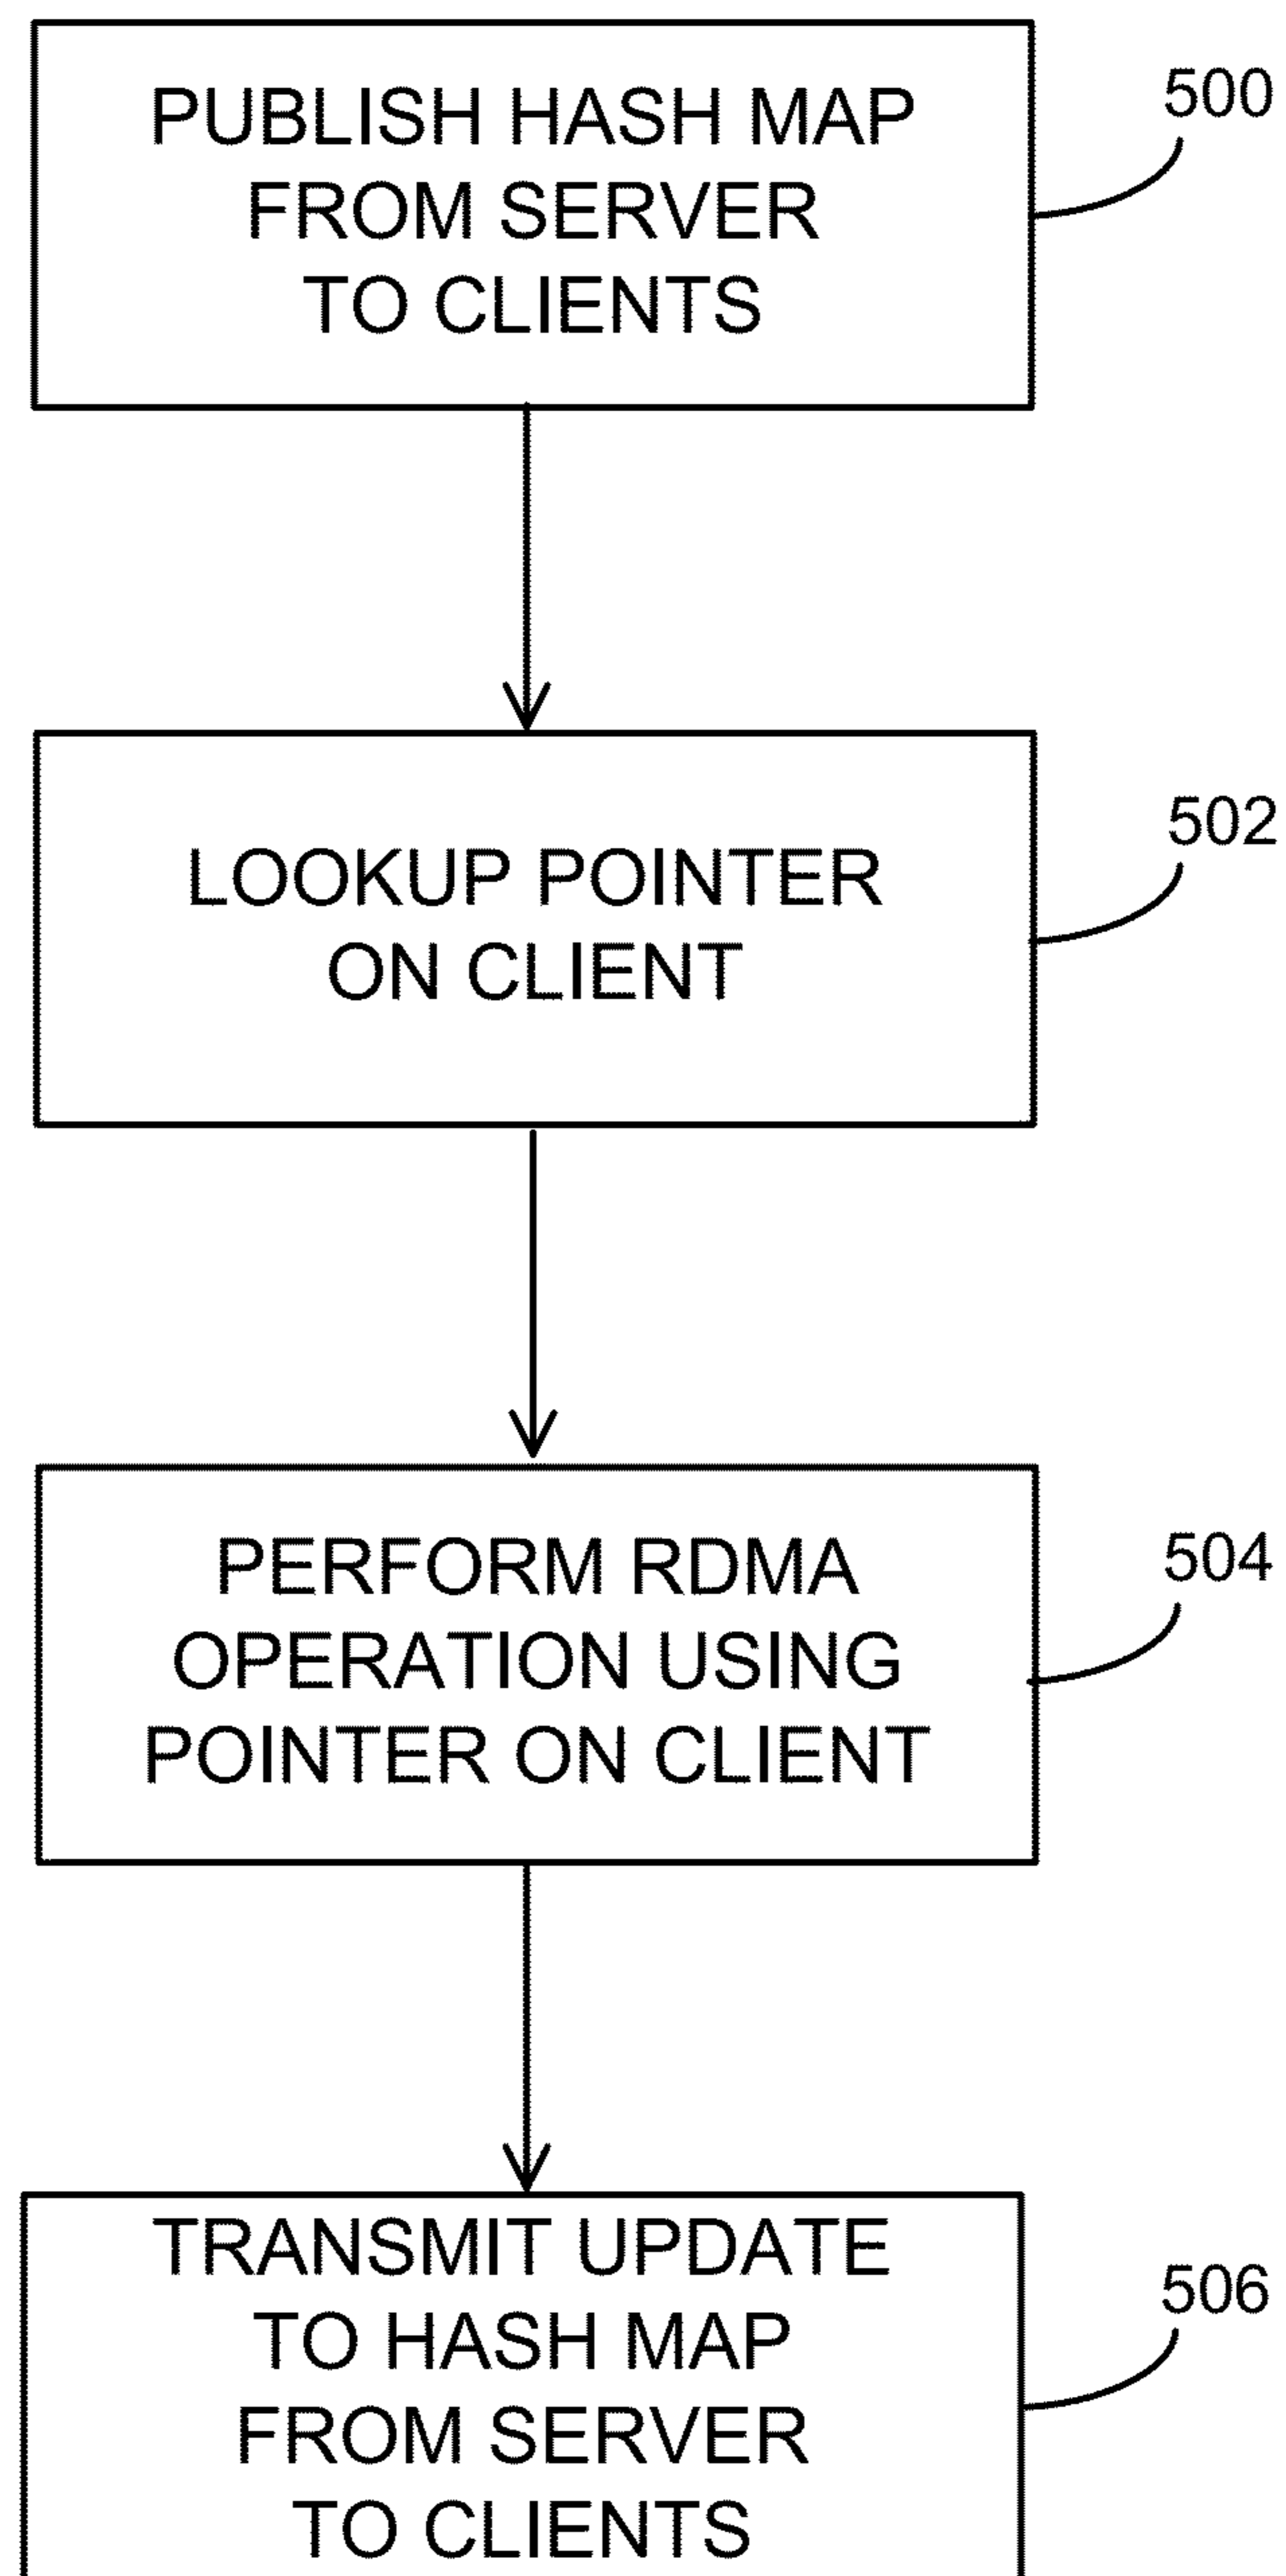 PUBLISH HASH MAP
FROM SERVER
TO CLIENTS
500
LOOKUP POINTER
ON CLIENT
502
PERFORM RDMA
OPERATION USING
POINTER ON CLIENT
504
TRANSMIT UPDATE
TO HASH MAP
FROM SERVER
TO CLIENTS
506